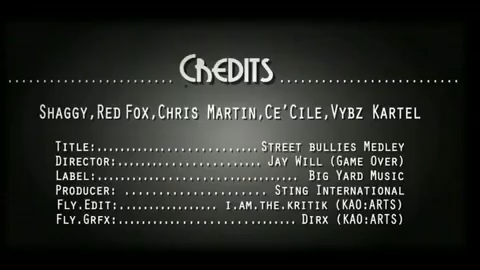 Credits
Shaggy,Red Fox,Chris Martin,Ce'Cile,Vybz Kartel
Title:........................Street bullies Medley
Director:........................Jay Will (Game Over)
Label:.................................Big Yard Music
Producer: ......................Sting International
Fly.Edit:................i.am.the.kritik (KAO:ARTS)
Fly.Grfx:.............................Dirx (KAO:ARTS)